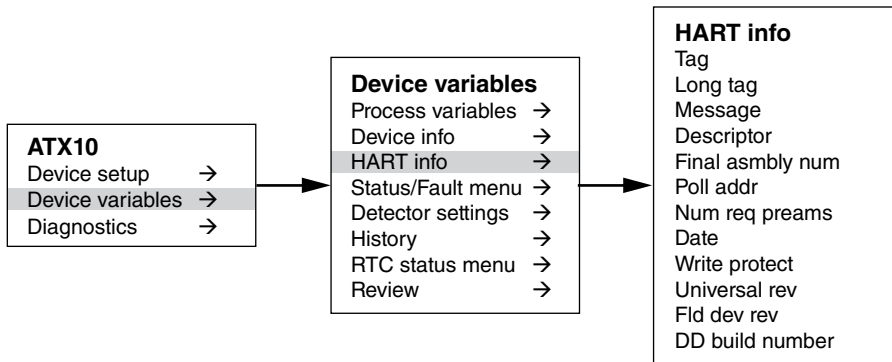 ATX10
Device setup →
Device variables →
Diagnostics →
Device variables
Process variables →
Device info →
HART info →
Status/Fault menu →
Detector settings →
History →
RTC status menu →
Review →
HART info
Tag
Long tag
Message
Descriptor
Final asmbly num
Poll addr
Num req preams
Date
Write protect
Universal rev
Fld dev rev
DD build number